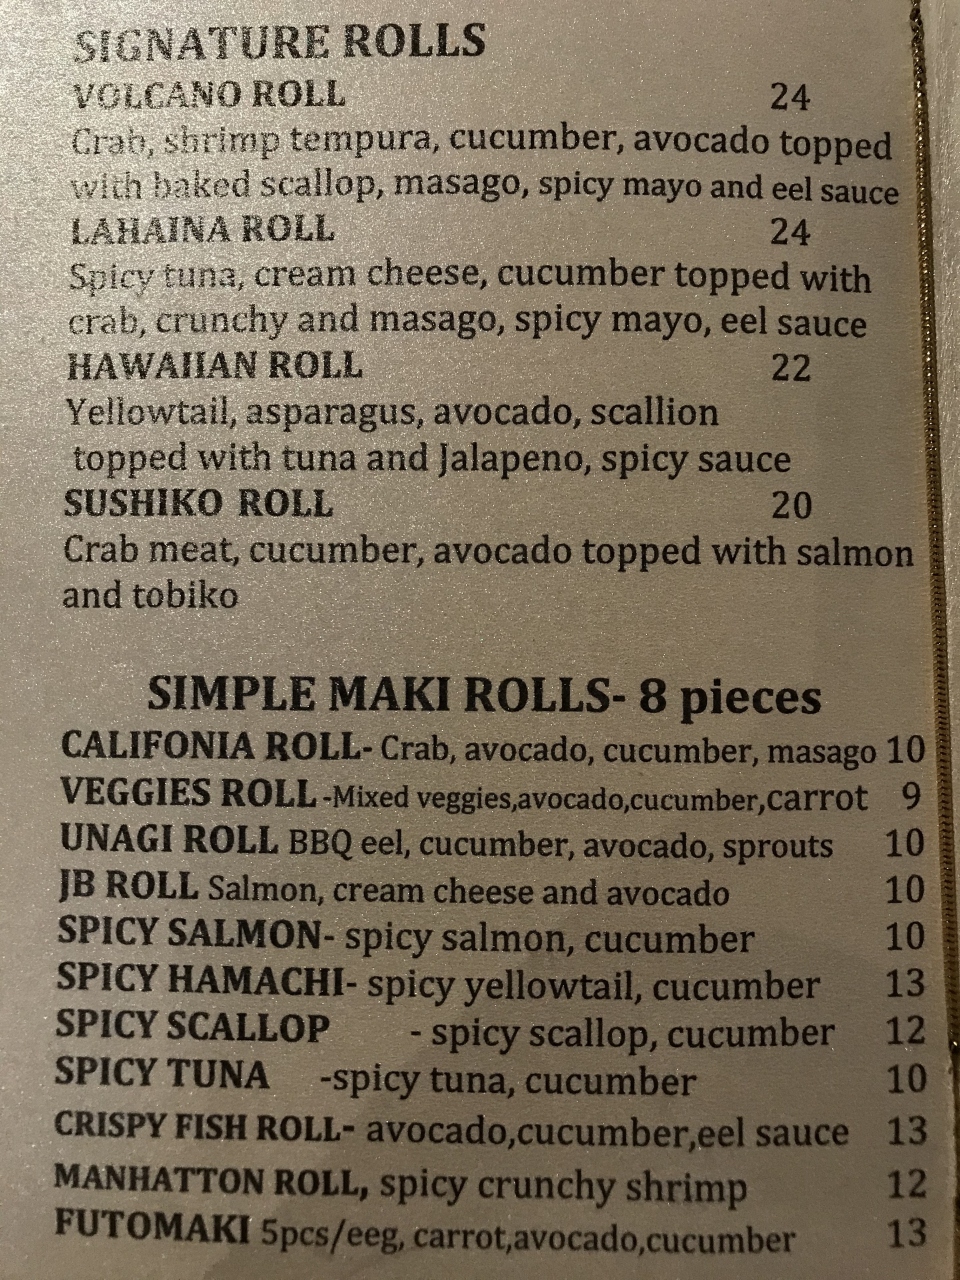 SIGNATURE ROLLS
VOLCANO ROLL 24
Crab, shrimp tempura, cucumber, avocado topped
with baked scallop, masago, spicy mayo and eel sauce
LAHAINA ROLL 24
Spicy tuna, cream cheese, cucumber topped with
crab, crunchy and masago, spicy mayo, eel sauce
HAWAIIAN ROLL 22
Yellowtail, asparagus, avocado, scallion
topped with tuna and Jalapeno, spicy sauce
SUSHIKO ROLL 20
Crab meat, cucumber, avocado topped with salmon
and tobiko
SIMPLE MAKI ROLLS- 8 pieces
CALIFONIA ROLL- Crab, avocado, cucumber, masago 10
VEGGIES ROLL -Mixed veggies,avocado,cucumber,carrot 9
UNAGI ROLL BBQ eel, cucumber, avocado, sprouts 10
JB ROLL Salmon, cream cheese and avocado 10
SPICY SALMON- spicy salmon, cucumber 10
SPICY HAMACHI- spicy yellowtail, cucumber 13
SPICY SCALLOP - spicy scallop, cucumber 12
SPICY TUNA -spicy tuna, cucumber 10
CRISPY FISH ROLL- avocado,cucumber,eel sauce 13
MANHATTON ROLL, spicy crunchy shrimp 12
FUTOMAKI 5pcs/eeg, carrot,avocado,cucumber 13